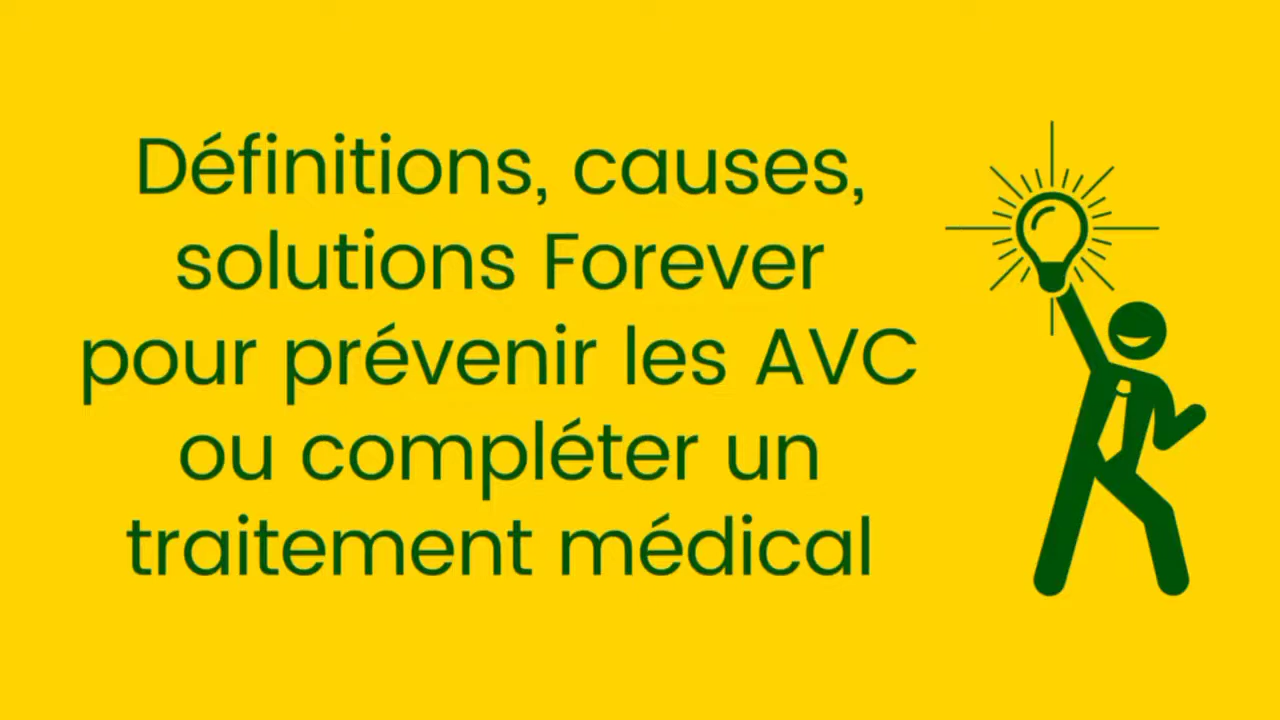 Définitions, causes,
solutions Forever
pour prévenir les AVC
ou compléter un
traitement médical